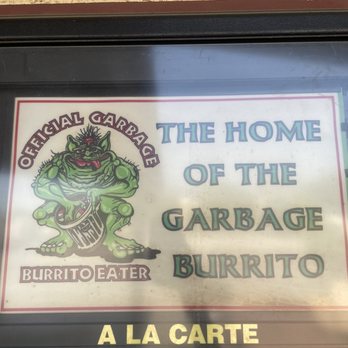 OFFICIAL GARBAGE
BURRITO EATER
THE HOME
OF THE
GARBAGE
BURRITO
A LA CARTE